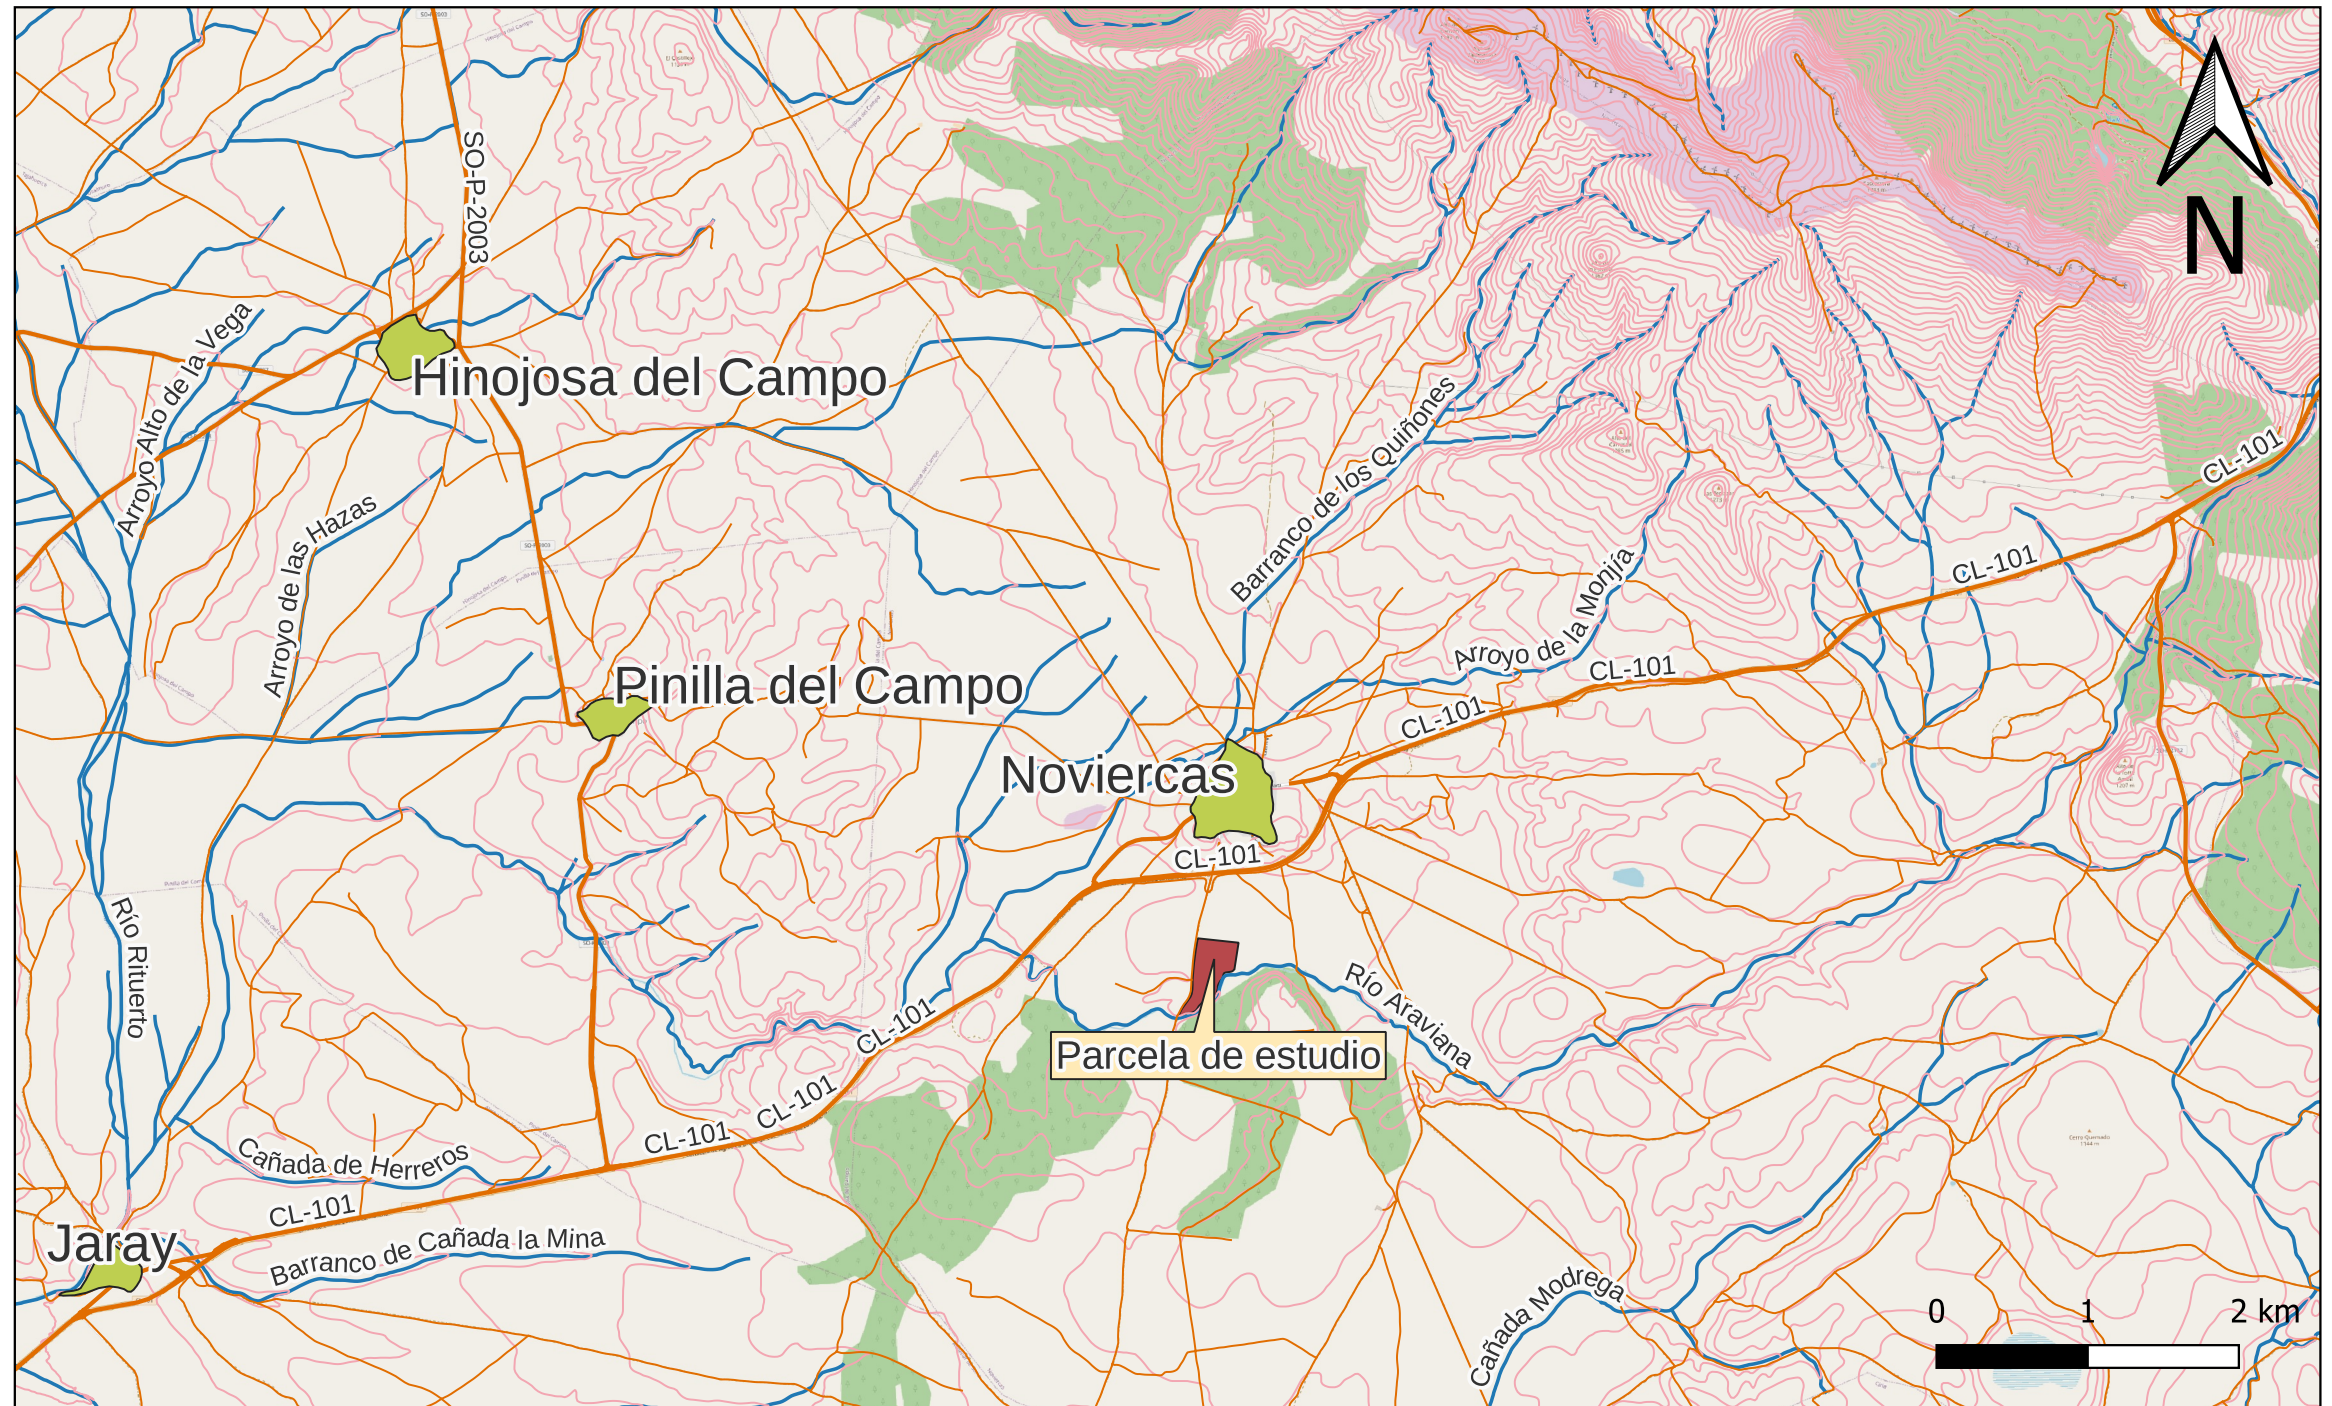 SO-P-2003
N
Arroyo Alto de la Vega
Hinojosa del Campo
CL-101
Barranco de los Quiñones
Arroyo de las Hazas
CL-101
Arroyo de la Monjía
Pinilla del Campo
CL-101
CL-101
Noviercas
CL-101
Río Rituerto
Río Araviana
CL-101
Parcela de estudio
CL-101
CL-101
Cañada de Herreros
Cerro Quemado
1144 m
CL-101
Jaray
Barranco de Cañada la Mina
Cañada Modrega
0 1 2 km